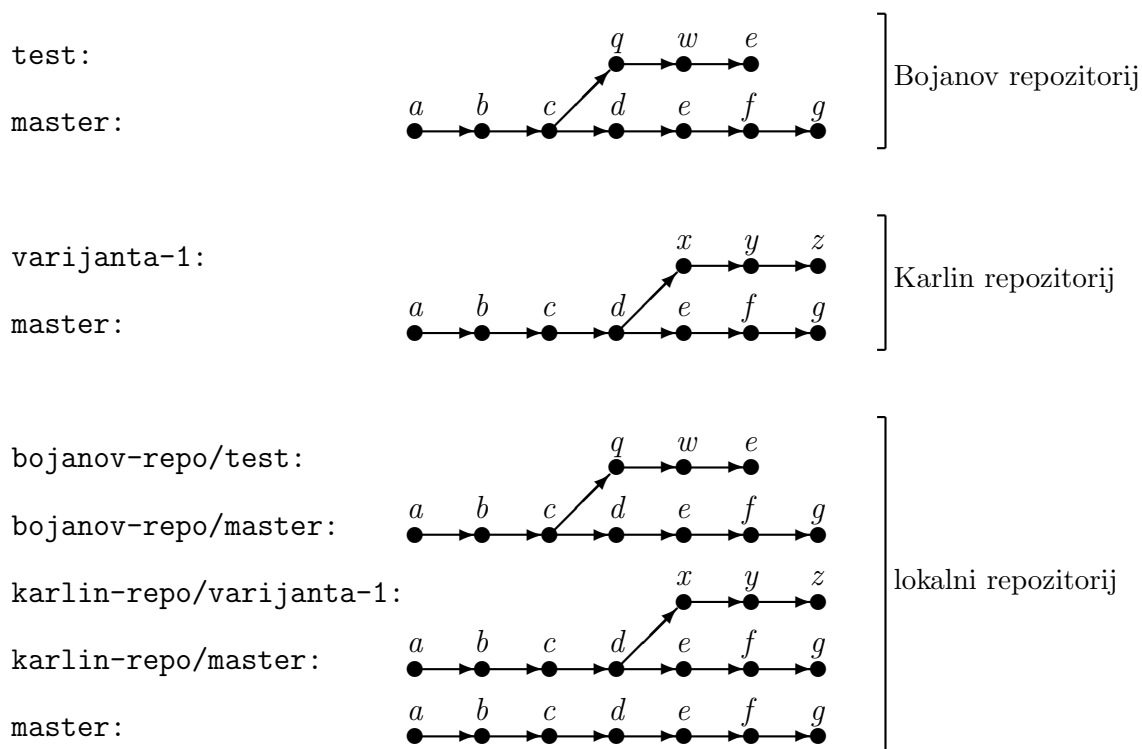 q w e
test:
Bojanov repozitorij
a b c d e f g
master:
x y z
varijanta-1:
Karlin repozitorij
a b c d e f g
master:
q w e
bojanov-repo/test:
a b c d e f g
bojanov-repo/master:
x y z
karlin-repo/varijanta-1:
lokalni repozitorij
a b c d e f g
karlin-repo/master:
a b c d e f g
master: